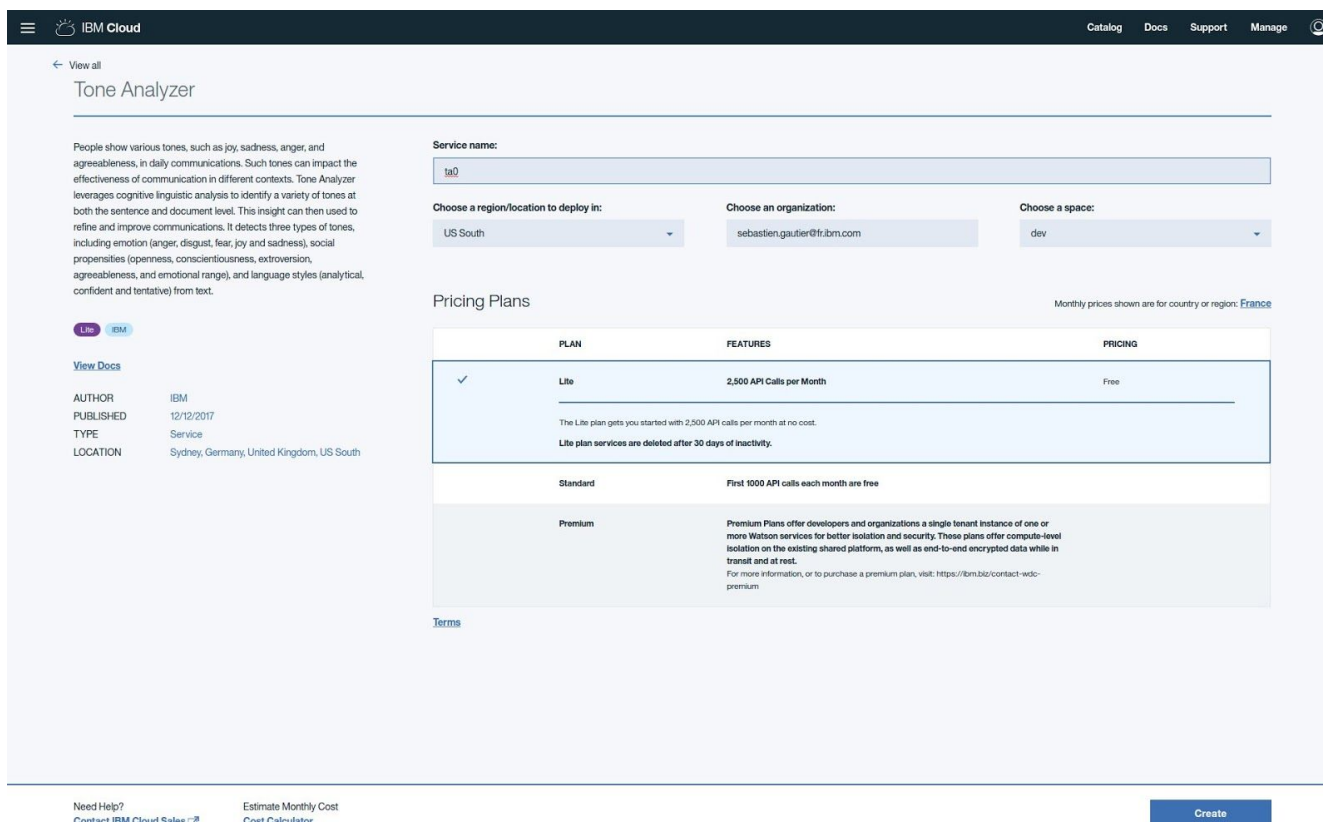 IBM Cloud
Catalog Docs Support Manage
← View all
Tone Analyzer
People show various tones, such as joy, sadness, anger, and
agreeableness, in daily communications. Such tones can impact the
effectiveness of communication in different contexts. Tone Analyzer
leverages cognitive linguistic analysis to identify a variety of tones at
both the sentence and document level. This insight can then used to
refine and improve communications. It detects three types of tones,
including emotion (anger, disgust, fear, joy and sadness), social
propensities (openness, conscientiousness, extroversion,
agreeableness, and emotional range), and language styles (analytical,
confident and tentative) from text.
Lite IBM
View Docs
AUTHOR IBM
PUBLISHED 12/12/2017
TYPE Service
LOCATION Sydney, Germany, United Kingdom, US South
Service name:
ta0
Choose a region/location to deploy in: Choose an organization: Choose a space:
US South sebastien.gautier@fr.ibm.com dev
Pricing Plans
Monthly prices shown are for country or region: France
PLAN FEATURES PRICING
Lite 2,500 API Calls per Month Free
The Lite plan gets you started with 2,500 API calls per month at no cost.
Lite plan services are deleted after 30 days of inactivity.
Standard First 1000 API calls each month are free
Premium Premium Plans offer developers and organizations a single tenant instance of one or
more Watson services for better isolation and security. These plans offer compute-level
isolation on the existing shared platform, as well as end-to-end encrypted data while in
transit and at rest.
For more information, or to purchase a premium plan, visit: https://ibm.biz/contact-wdc-
premium
Terms
Need Help? Estimate Monthly Cost
Contact IBM Cloud Sales Cost Calculator
Create